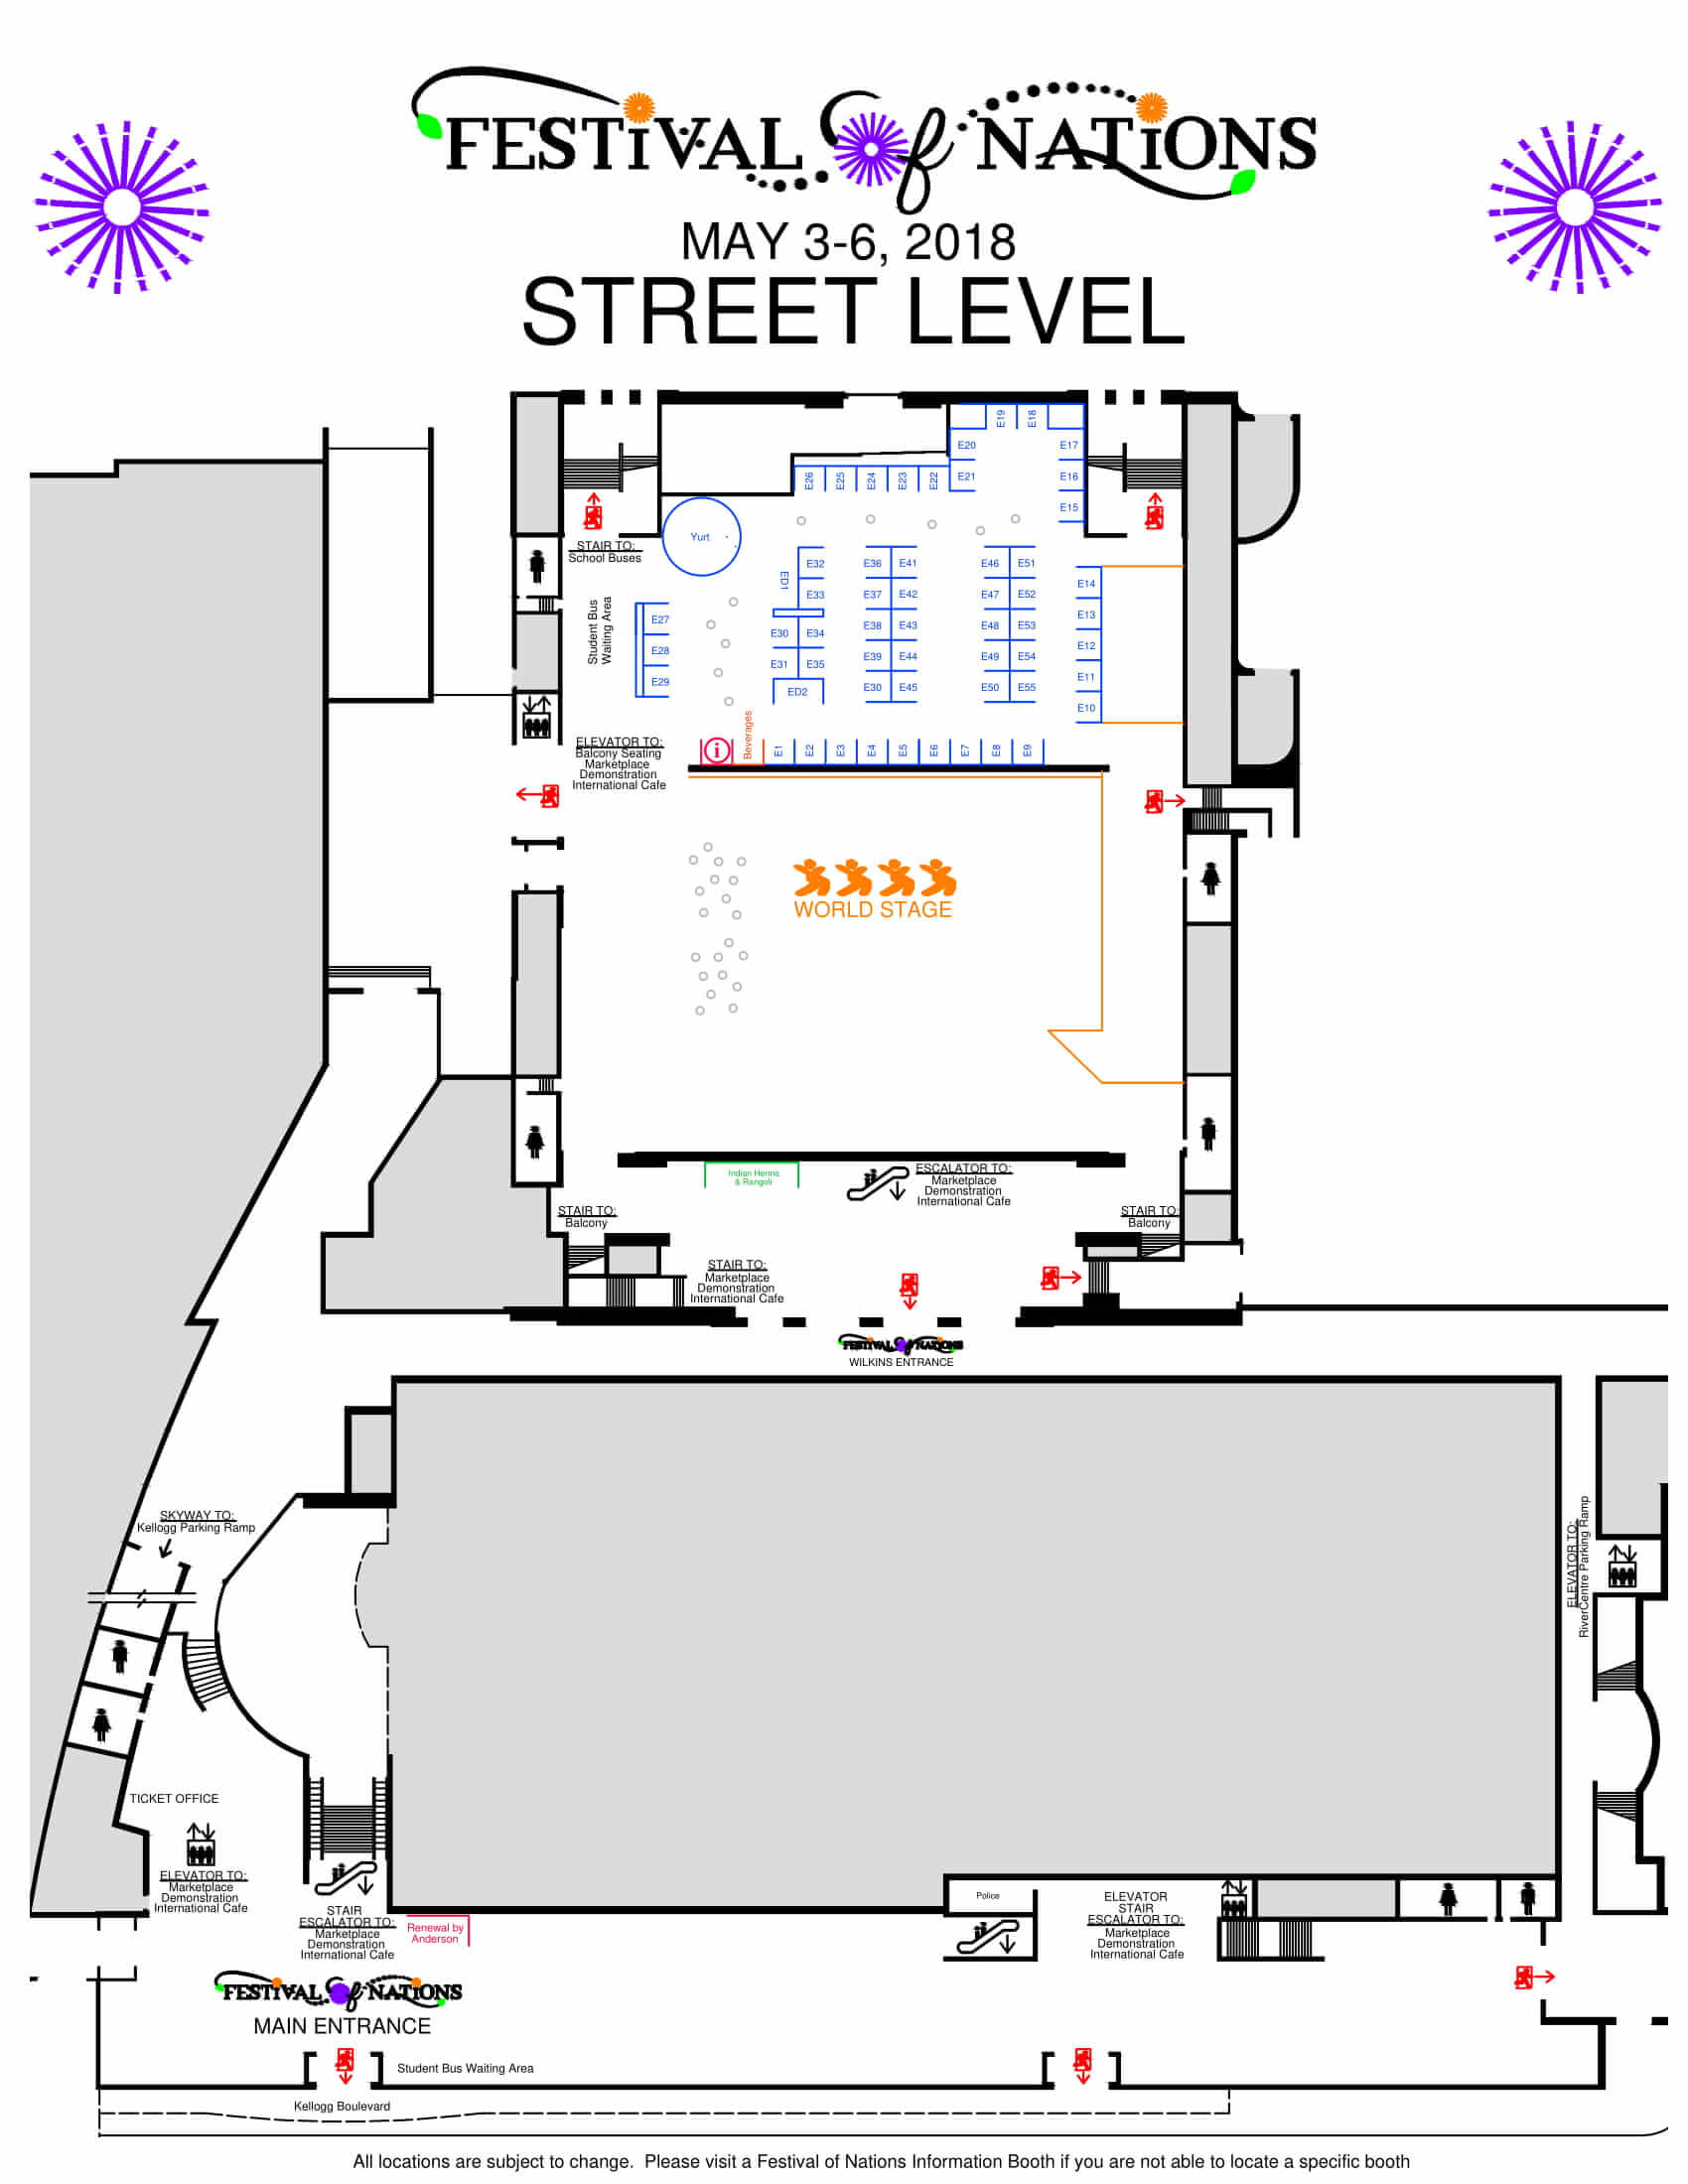 FESTiVAL of NATiONS
MAY 3-6, 2018
STREET LEVEL
E19
E18
E20
E17
E21
E16
E15
E26
E25
E24
E23
E22
Yurt
STAIR TO:
School Buses
Student Bus
Waiting Area
ED1
E32
E33
E30
E34
E31
E35
ED2
E36
E41
E37
E42
E38
E43
E39
E44
E30
E45
E46
E51
E47
E52
E48
E53
E49
E54
E50
E55
E14
E13
E12
E11
E10
E27
E28
E29
ELEVATOR TO:
Balcony Seating
Marketplace
Demonstration
International Cafe
i
Beverages
E1
E2
E3
E4
E5
E6
E7
E8
E9
WORLD STAGE
Indian Henna
& Rangoli
ESCALATOR TO:
Marketplace
Demonstration
International Cafe
STAIR TO:
Balcony
STAIR TO:
Balcony
STAIR TO:
Marketplace
Demonstration
International Cafe
FESTiVAL of NATiONS
WILKINS ENTRANCE
SKYWAY TO:
Kellogg Parking Ramp
ELEVATOR TO:
RiverCentre Parking Ramp
TICKET OFFICE
ELEVATOR TO:
Marketplace
Demonstration
International Cafe
STAIR
ESCALATOR TO:
Marketplace
Demonstration
International Cafe
Renewal by
Anderson
Police
ELEVATOR
STAIR
ESCALATOR TO:
Marketplace
Demonstration
International Cafe
FESTiVAL of NATiONS
MAIN ENTRANCE
Student Bus Waiting Area
Kellogg Boulevard
All locations are subject to change.  Please visit a Festival of Nations Information Booth if you are not able to locate a specific booth